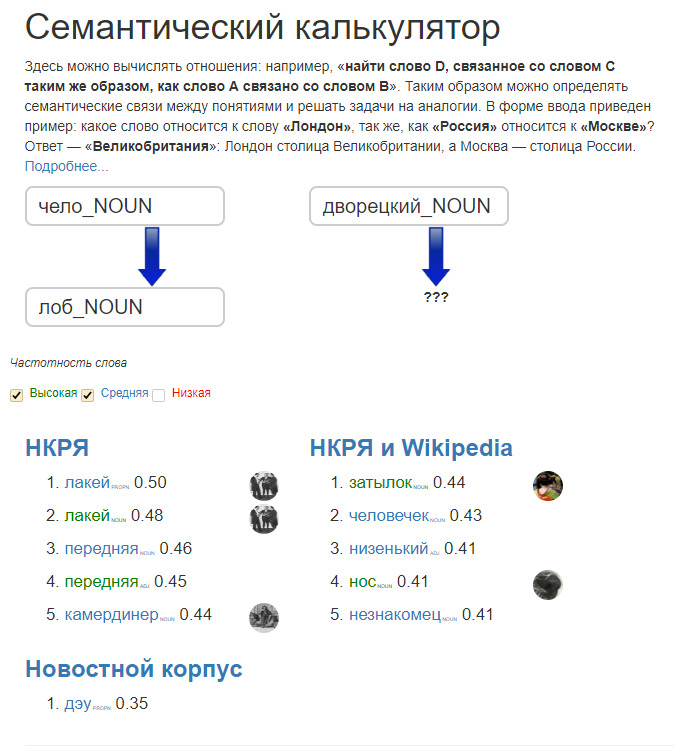 Семантический калькулятор
Здесь можно вычислять отношения: например, «найти слово D, связанное со словом C
таким же образом, как слово A связано со словом B». Таким образом можно определять
семантические связи между понятиями и решать задачи на аналогии. В форме ввода приведен
пример: какое слово относится к слову «Лондон», так же, как «Россия» относится к «Москве»?
Ответ — «Великобритания»: Лондон столица Великобритании, а Москва — столица России.
Подробнее...
чело_NOUN
дворецкий_NOUN
лоб_NOUN
???
Частотность слова
Высокая Средняя Низкая
НКРЯ
1. лакей PROPN 0.50
2. лакей NOUN 0.48
3. передняя NOUN 0.46
4. передняя ADJ 0.45
5. камердинер NOUN 0.44
НКРЯ и Wikipedia
1. затылок NOUN 0.44
2. человечек NOUN 0.43
3. низенький ADJ 0.41
4. нос NOUN 0.41
5. незнакомец NOUN 0.41
Новостной корпус
1. дэу PROPN 0.35